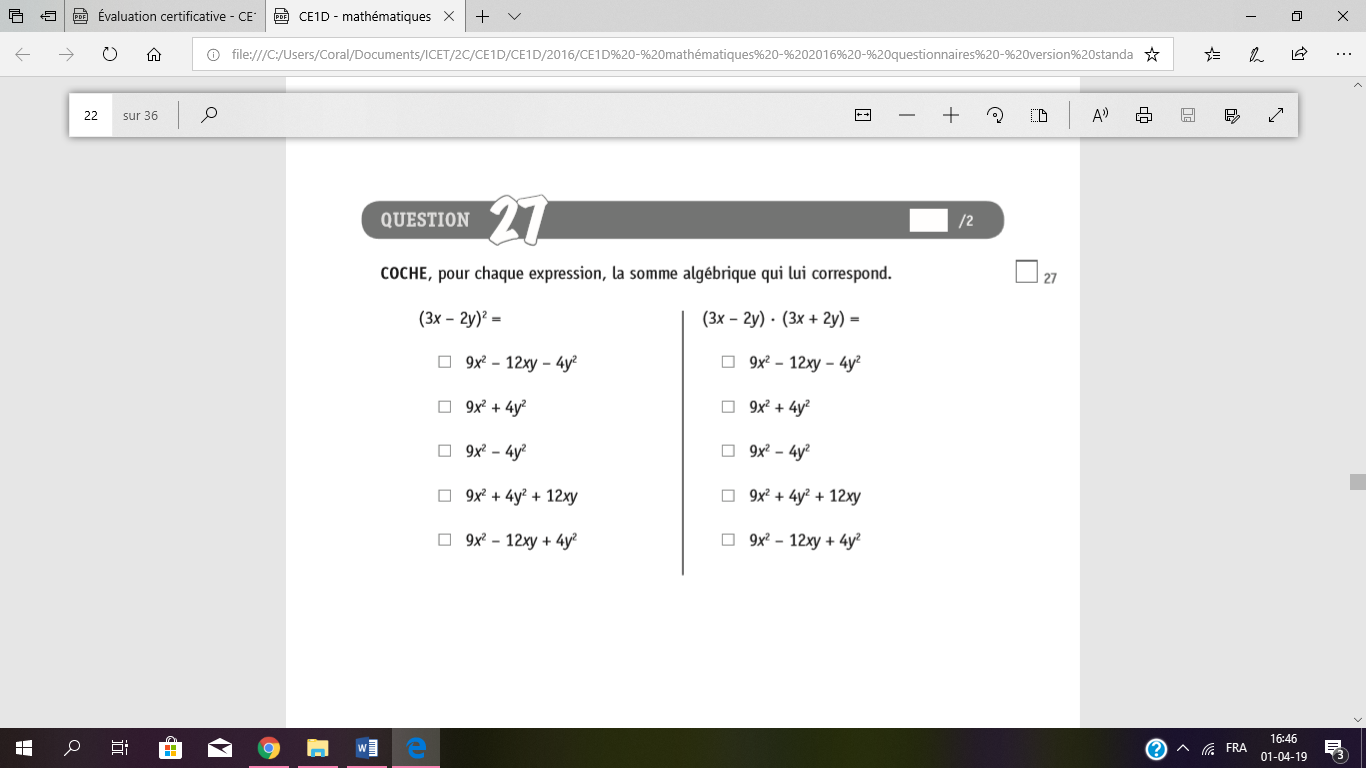 Évaluation certificative - CE
CE1D - mathématiques
file:///C:/Users/Coral/Documents/ICET/2C/CE1D/CE1D/2016/CE1D%20-%20mathématiques%20-%202016%20-%20questionnaires%20-%20version%20standa
22 sur 36
QUESTION 27 /2
COCHE, pour chaque expression, la somme algébrique qui lui correspond.
27
(3x – 2y)² =
☐ 9x² – 12xy – 4y²
☐ 9x² + 4y²
☐ 9x² – 4y²
☐ 9x² + 4y² + 12xy
☐ 9x² – 12xy + 4y²
(3x – 2y) · (3x + 2y) =
☐ 9x² – 12xy – 4y²
☐ 9x² + 4y²
☐ 9x² – 4y²
☐ 9x² + 4y² + 12xy
☐ 9x² – 12xy + 4y²
FRA
16:46
01-04-19
3